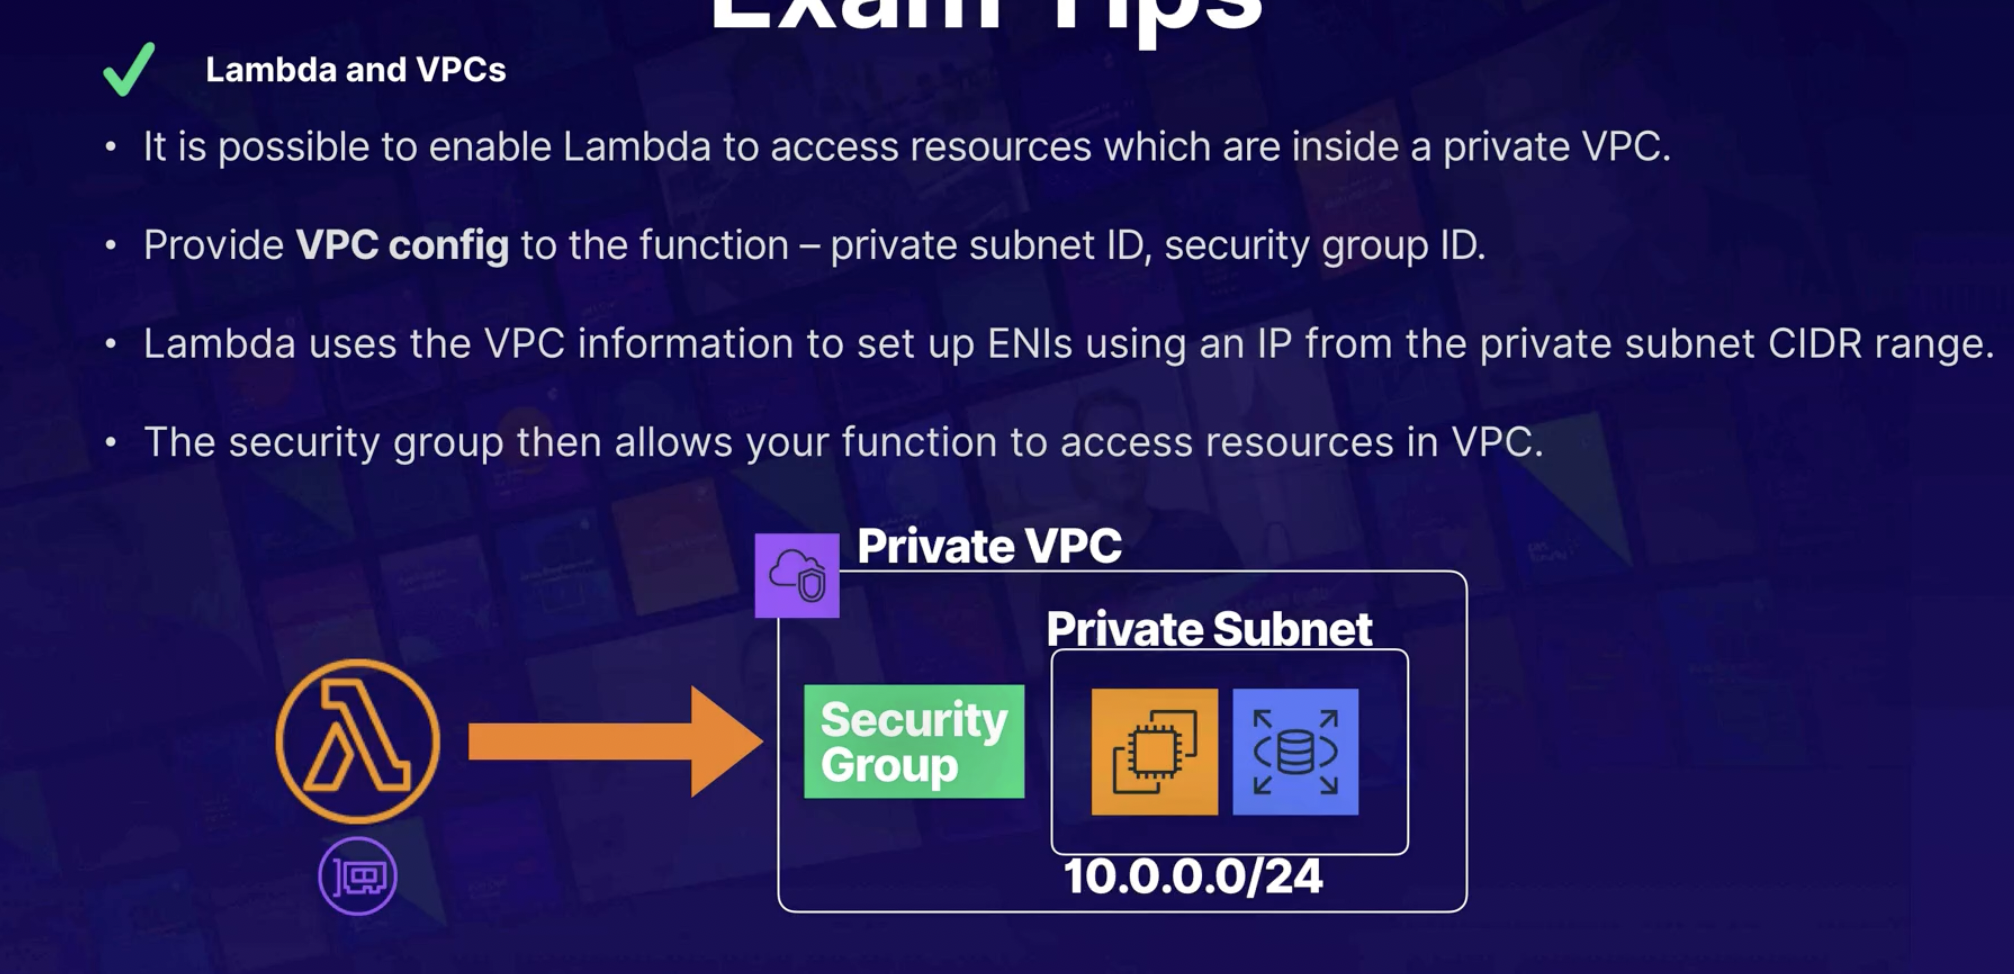 Exam Tips
Lambda and VPCs
• It is possible to enable Lambda to access resources which are inside a private VPC.
• Provide VPC config to the function – private subnet ID, security group ID.
• Lambda uses the VPC information to set up ENIs using an IP from the private subnet CIDR range.
• The security group then allows your function to access resources in VPC.
Private VPC
Private Subnet
Security
Group
10.0.0.0/24